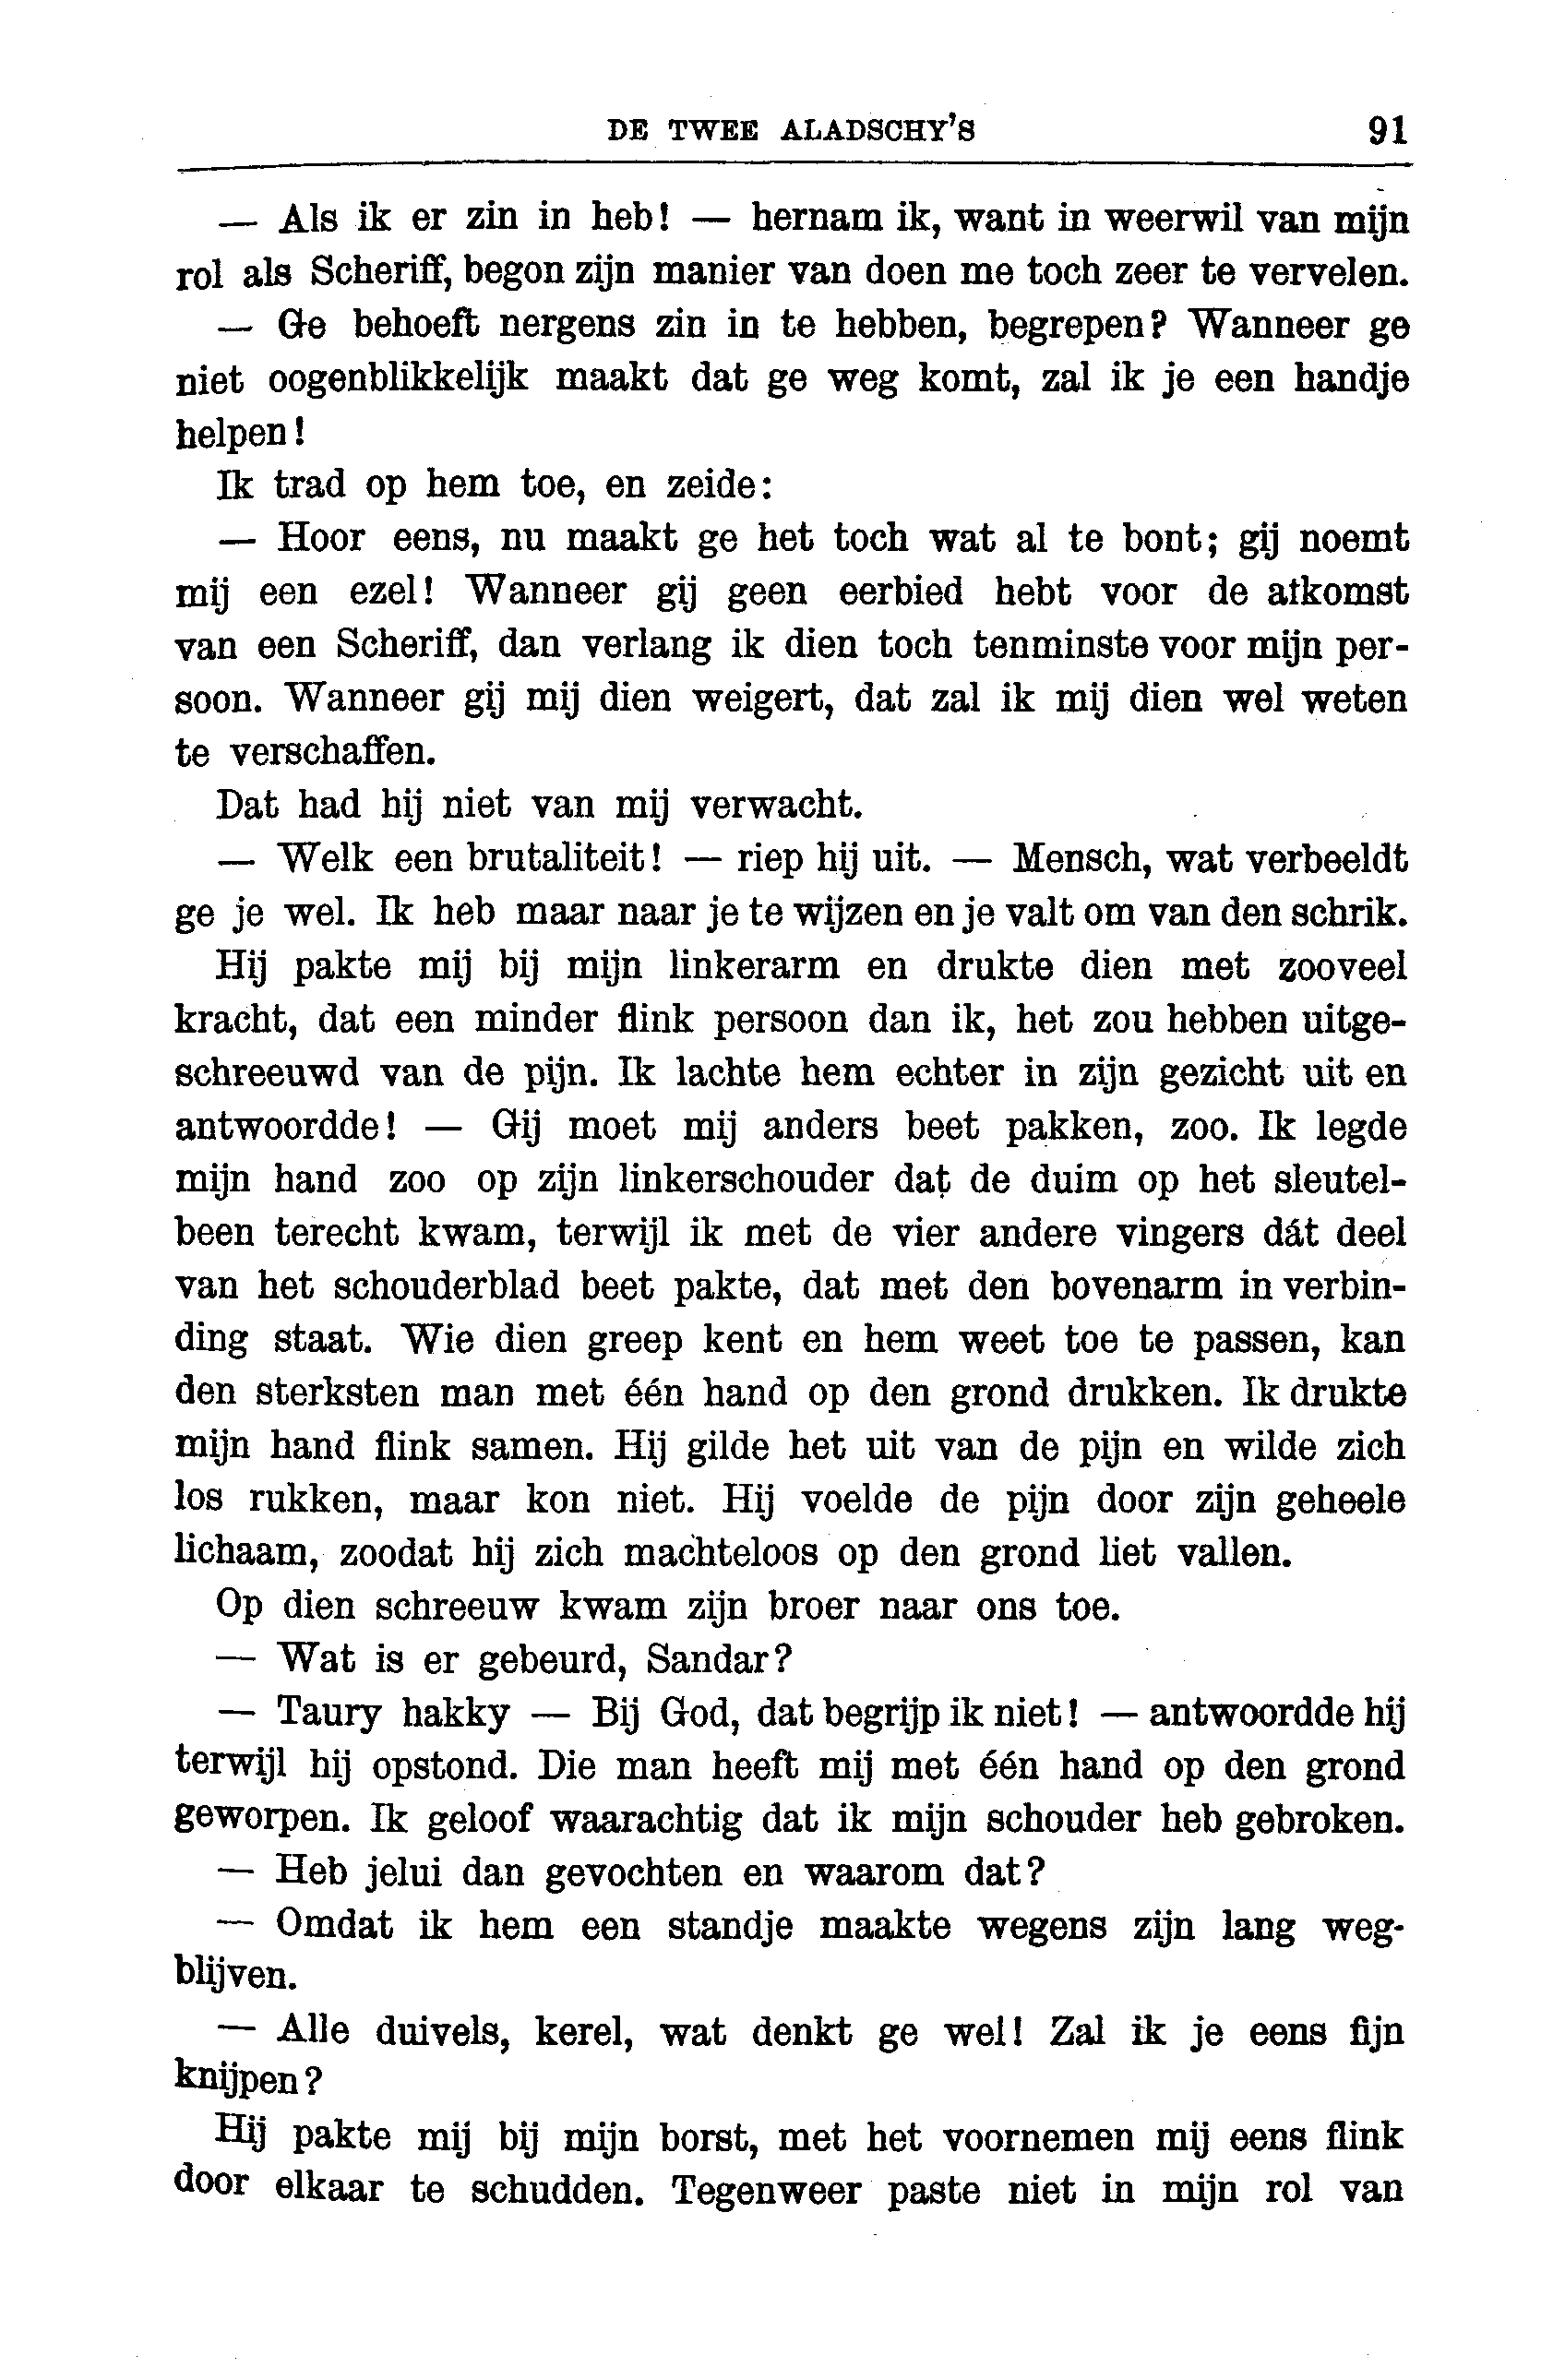 DE TWEE ALADSCHY'S 91
— Als ik er zin in heb! — hernam ik, want in weerwil van mijn
rol als Scheriff, begon zijn manier van doen me toch zeer te vervelen.
— Ge behoeft nergens zin in te hebben, begrepen? Wanneer ge
niet oogenblikkelijk maakt dat ge weg komt, zal ik je een handje
helpen!
Ik trad op hem toe, en zeide:
— Hoor eens, nu maakt ge het toch wat al te bont; gij noemt
mij een ezel! Wanneer gij geen eerbied hebt voor de afkomst
van een Scheriff, dan verlang ik dien toch tenminste voor mijn per-
soon. Wanneer gij mij dien weigert, dat zal ik mij dien wel weten
te verschaffen.
Dat had hij niet van mij verwacht.
— Welk een brutaliteit! — riep hij uit. — Mensch, wat verbeeldt
ge je wel. Ik heb maar naar je te wijzen en je valt om van den schrik.
Hij pakte mij bij mijn linkerarm en drukte dien met zooveel
kracht, dat een minder flink persoon dan ik, het zou hebben uitge-
schreeuwd van de pijn. Ik lachte hem echter in zijn gezicht uit en
antwoordde! — Gij moet mij anders beet pakken, zoo. Ik legde
mijn hand zoo op zijn linkerschouder dat de duim op het sleutel-
been terecht kwam, terwijl ik met de vier andere vingers dát deel
van het schouderblad beet pakte, dat met den bovenarm in verbin-
ding staat. Wie dien greep kent en hem weet toe te passen, kan
den sterksten man met één hand op den grond drukken. Ik drukte
mijn hand flink samen. Hij gilde het uit van de pijn en wilde zich
los rukken, maar kon niet. Hij voelde de pijn door zijn geheele
lichaam, zoodat hij zich machteloos op den grond liet vallen.
Op dien schreeuw kwam zijn broer naar ons toe.
— Wat is er gebeurd, Sandar?
— Taury hakky — Bij God, dat begrijp ik niet! — antwoordde hij
terwijl hij opstond. Die man heeft mij met één hand op den grond
geworpen. Ik geloof waarachtig dat ik mijn schouder heb gebroken.
— Heb jelui dan gevochten en waarom dat?
— Omdat ik hem een standje maakte wegens zijn lang weg-
blijven.
— Alle duivels, kerel, wat denkt ge wel! Zal ik je eens fijn
knijpen?
Hij pakte mij bij mijn borst, met het voornemen mij eens flink
door elkaar te schudden. Tegenweer paste niet in mijn rol van